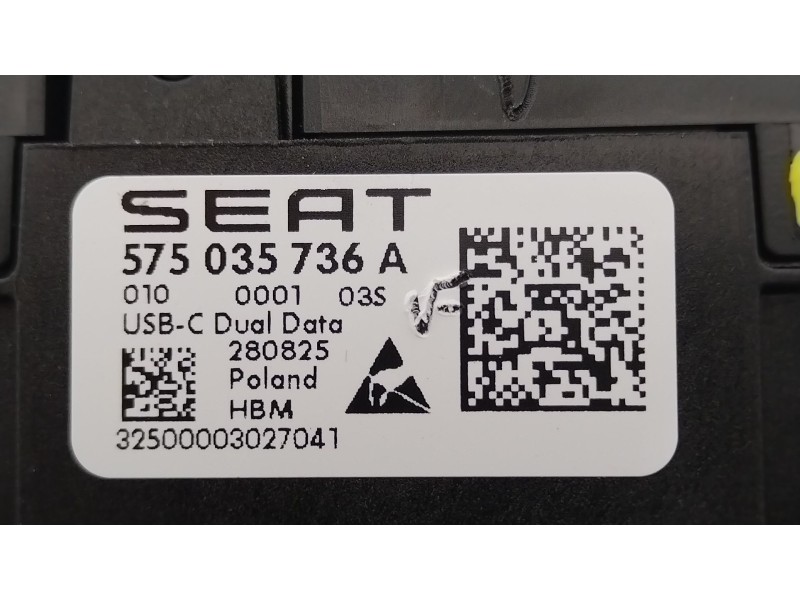 SEAT
575 035 736 A
010 0001 03S
USB-C Dual Data
280825
Poland
HBM
32500003027041